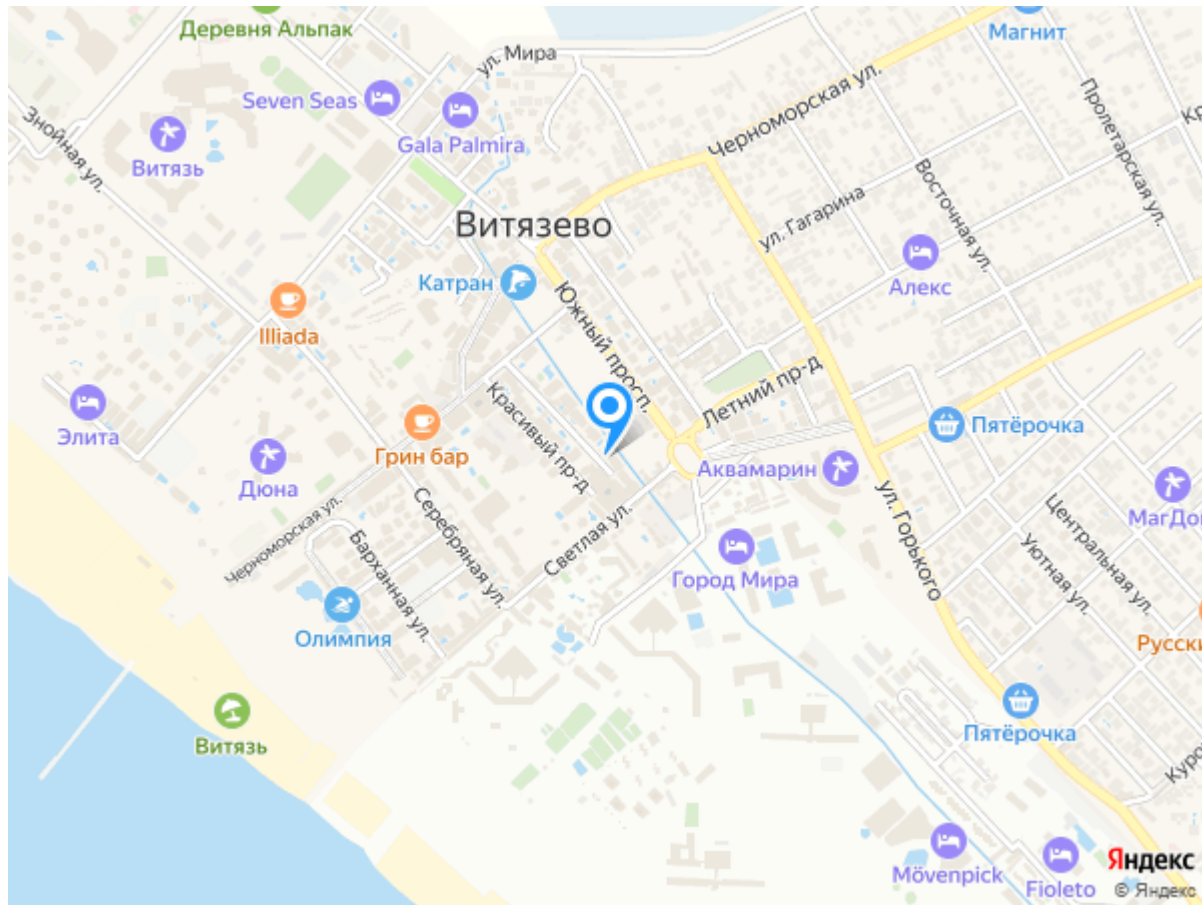 Деревня Альпак
Магнит
ул. Мира
Черноморская ул.
Seven Seas
Gala Palmira
Пролетарская ул.
Кр
Знойная ул.
Витязь
Восточная ул.
ул. Гагарина
Витязево
Катран
Алекс
Южный просп.
Illiada
Летний пр-д
Красивый пр-д
Элита
Грин бар
Пятёрочка
Дюна
Аквамарин
ул. Горького
МагДо
Центральная ул.
Серебряная ул.
Светлая ул.
Черноморская ул.
Барханная ул.
Город Мира
Уютная ул.
Олимпия
Русски
Витязь
Пятёрочка
Куро
Mövenpick
Fioleto
Яндекс
© Яндекс